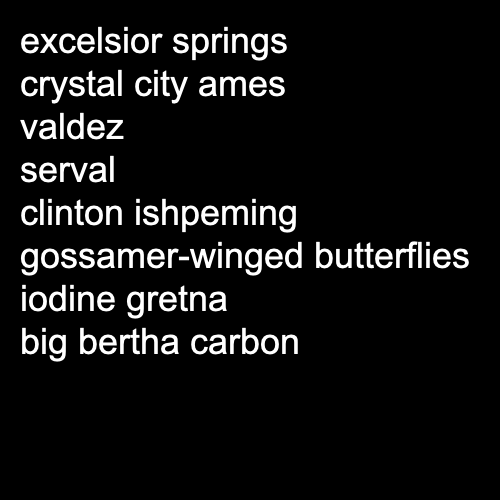 excelsior springs
crystal city ames
valdez
serval
clinton ishpeming
gossamer-winged butterflies
iodine gretna
big bertha carbon